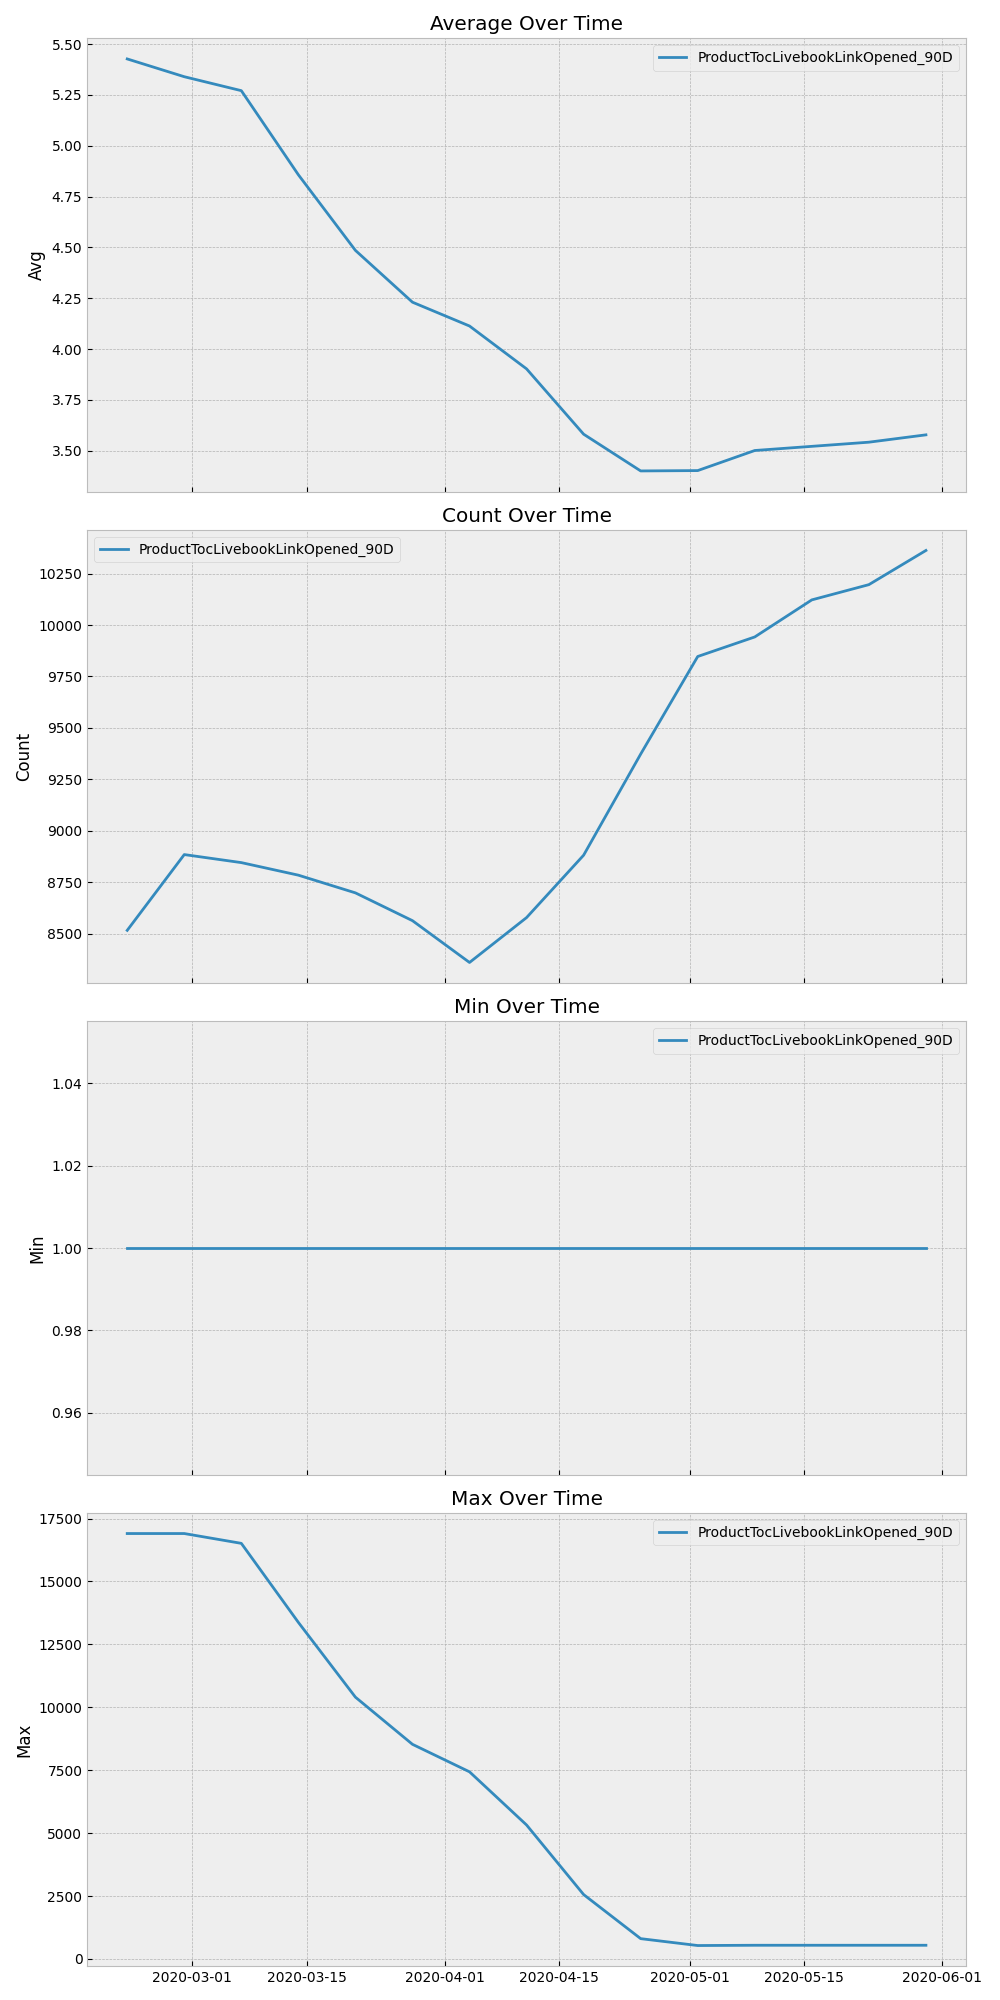 Average Over Time
ProductTocLivebookLinkOpened_90D
5.50
5.25
5.00
4.75
4.50
4.25
4.00
3.75
3.50
Avg
Count Over Time
ProductTocLivebookLinkOpened_90D
10250
10000
9750
9500
9250
9000
8750
8500
Count
Min Over Time
ProductTocLivebookLinkOpened_90D
1.04
1.02
1.00
0.98
0.96
Min
Max Over Time
ProductTocLivebookLinkOpened_90D
17500
15000
12500
10000
7500
5000
2500
0
Max
2020-03-01 2020-03-15 2020-04-01 2020-04-15 2020-05-01 2020-05-15 2020-06-01